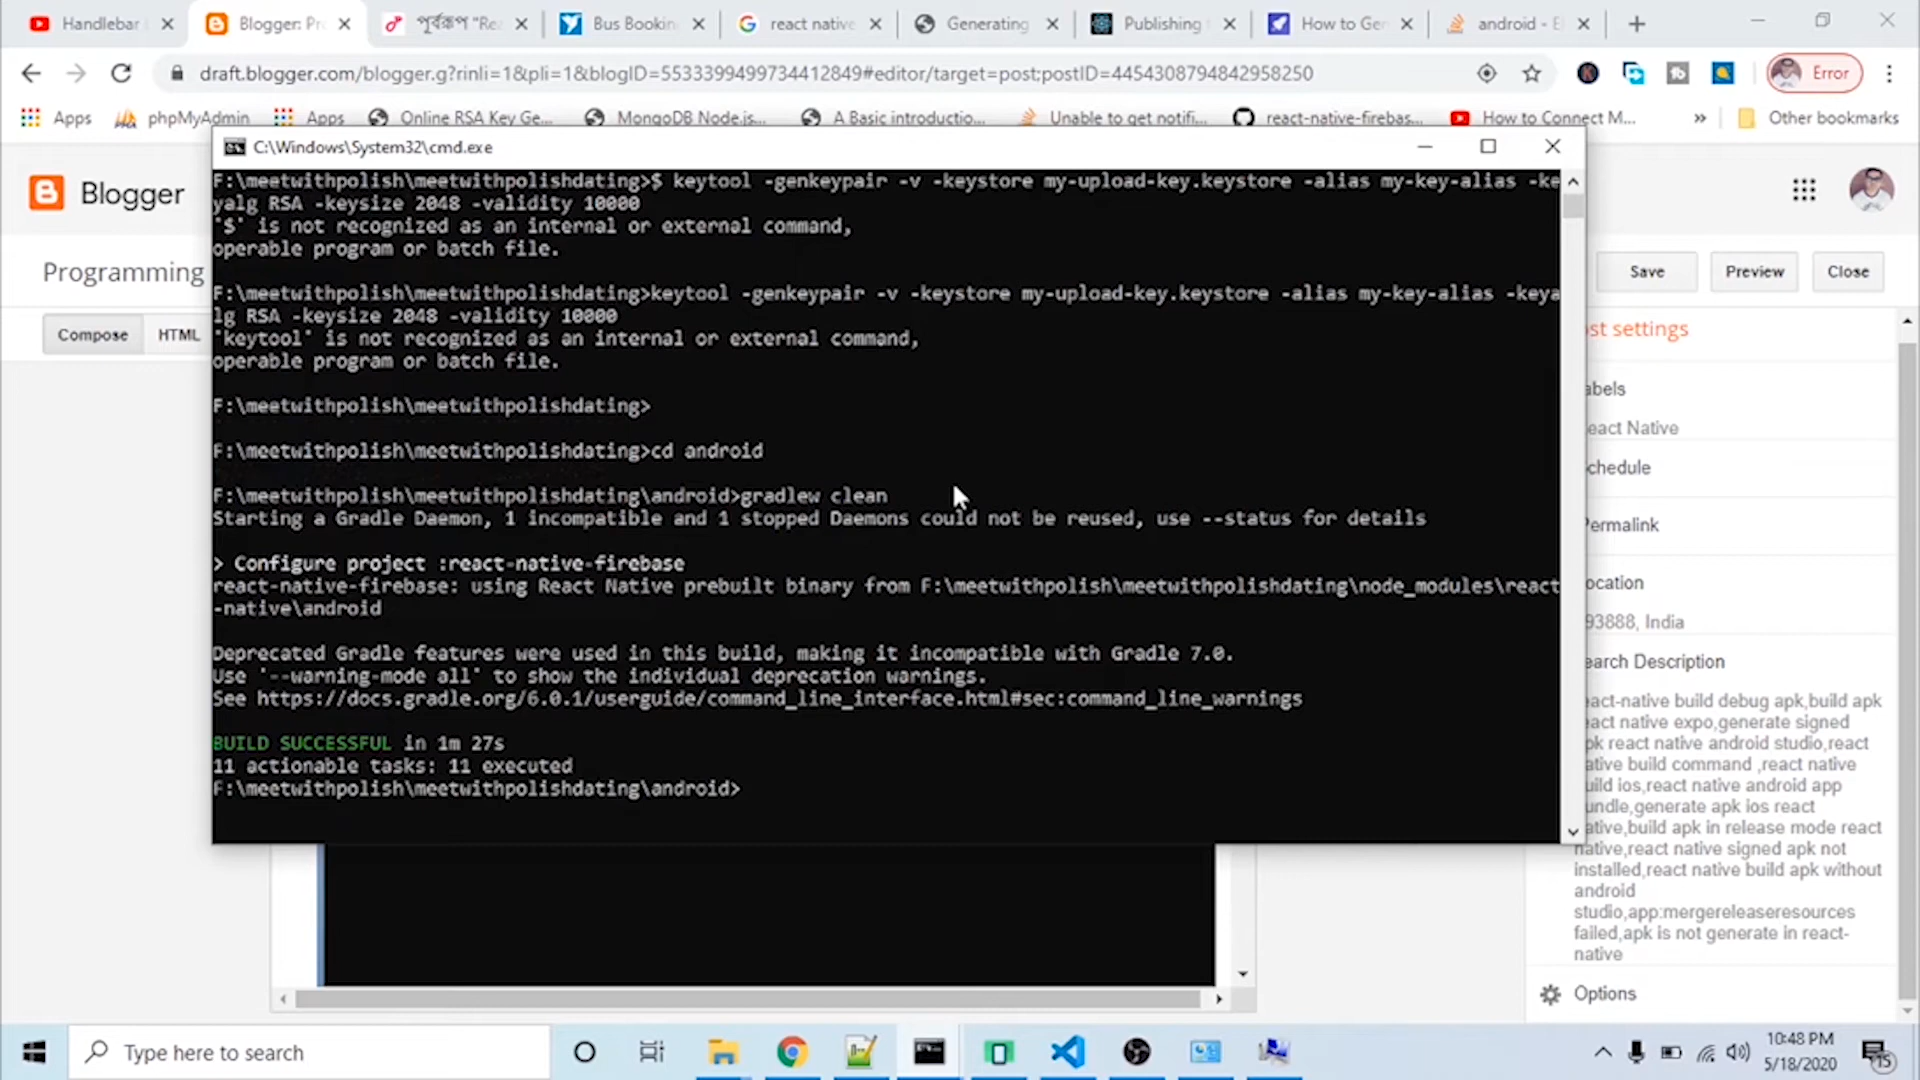 Handlebar
Blogger: Pr
পূর্বরূপ "Rea
Bus Bookin
react native
Generating
Publishing
How to Gen
android - E
draft.blogger.com/blogger.g?rinli=1&pli=1&blogID=5533399499734412849#editor/target=post;postID=4454308794842958250
Error
Apps
phpMyAdmin
Apps
Online RSA Key Ge...
MongoDB Node.js...
A Basic introductio...
Unable to get notifi...
react-native-firebas...
How to Connect M...
»
Other bookmarks
C:\Windows\System32\cmd.exe
Blogger
Programming
Save
Preview
Close
Compose
HTML
F:\meetwithpolish\meetwithpolishdating>$ keytool -genkeypair -v -keystore my-upload-key.keystore -alias my-key-alias -ke
yalg RSA -keysize 2048 -validity 10000
'$' is not recognized as an internal or external command,
operable program or batch file.
F:\meetwithpolish\meetwithpolishdating>keytool -genkeypair -v -keystore my-upload-key.keystore -alias my-key-alias -keya
lg RSA -keysize 2048 -validity 10000
'keytool' is not recognized as an internal or external command,
operable program or batch file.
F:\meetwithpolish\meetwithpolishdating>
F:\meetwithpolish\meetwithpolishdating>cd android
F:\meetwithpolish\meetwithpolishdating\android>gradlew clean
Starting a Gradle Daemon, 1 incompatible and 1 stopped Daemons could not be reused, use --status for details
> Configure project :react-native-firebase
react-native-firebase: using React Native prebuilt binary from F:\meetwithpolish\meetwithpolishdating\node_modules\react
-native\android
Deprecated Gradle features were used in this build, making it incompatible with Gradle 7.0.
Use '--warning-mode all' to show the individual deprecation warnings.
See https://docs.gradle.org/6.0.1/userguide/command_line_interface.html#sec:command_line_warnings
BUILD SUCCESSFUL in 1m 27s
11 actionable tasks: 11 executed
F:\meetwithpolish\meetwithpolishdating\android>
st settings
abels
eact Native
chedule
Permalink
ocation
93888, India
earch Description
eact-native build debug apk,build apk
eact native expo,generate signed
pk react native android studio,react
ative build command ,react native
uild ios,react native android app
undle,generate apk ios react
ative,build apk in release mode react
native,react native signed apk not
installed,react native build apk without
android
studio,app:mergereleaseresources
failed,apk is not generate in react-
native
Options
Type here to search
10:48 PM
5/18/2020
15